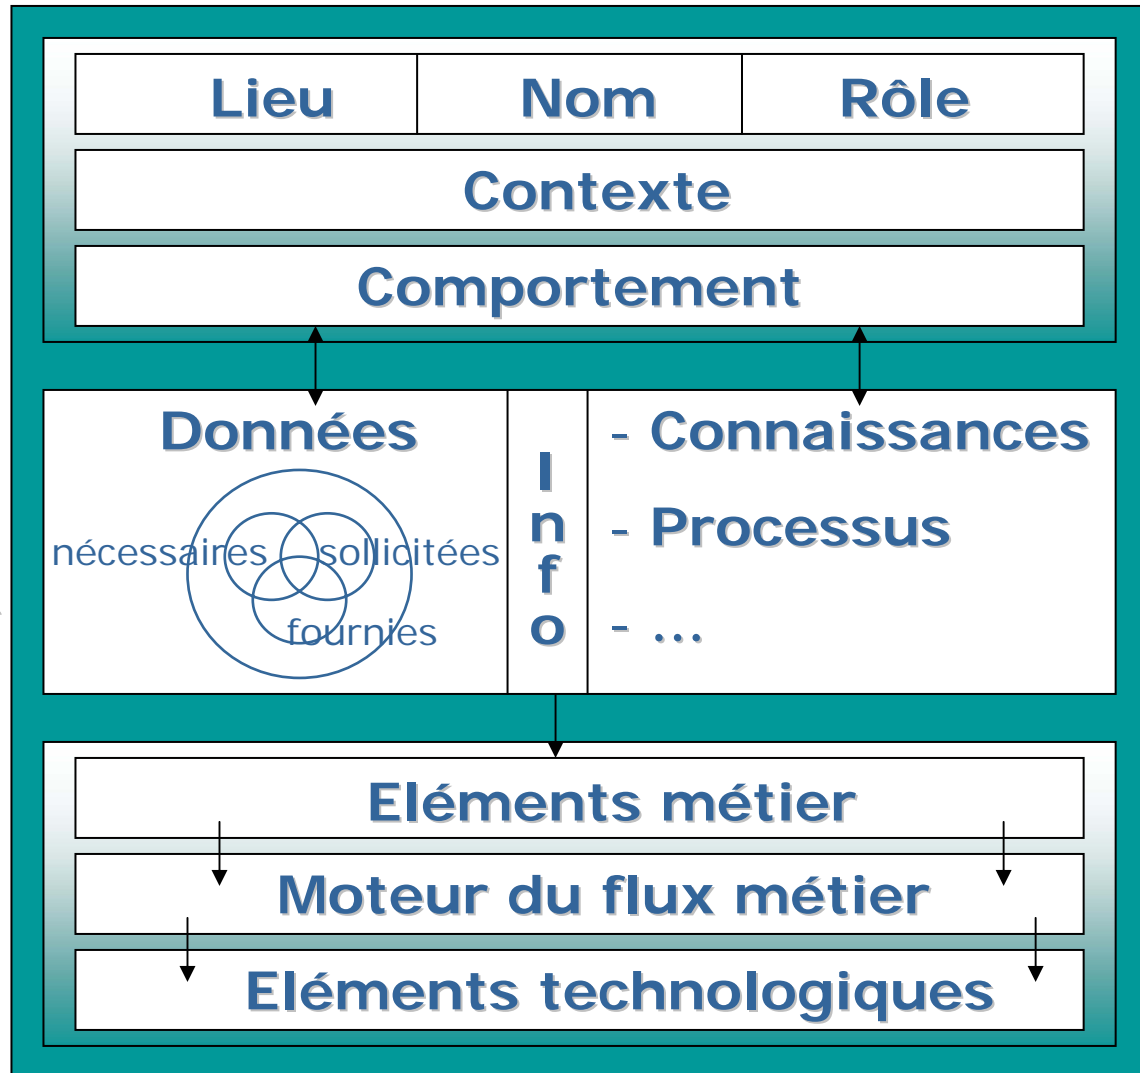 Lieu Nom Rôle
Contexte
Comportement
Données
nécessaires sollicitées
fournies
Info
- Connaissances
- Processus
- ...
Eléments métier
Moteur du flux métier
Eléments technologiques